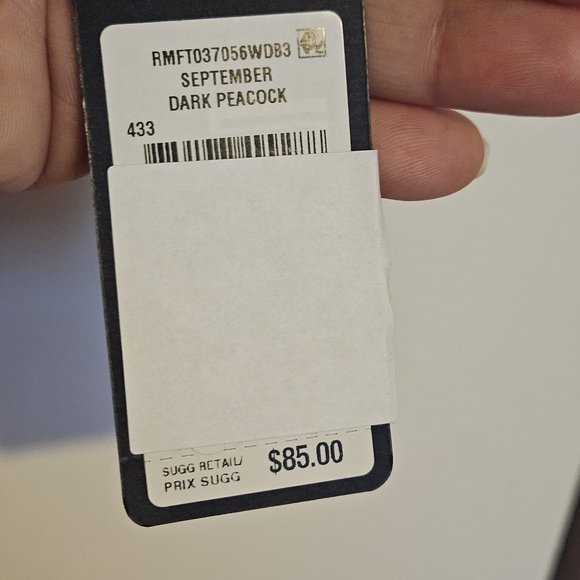 RMFT037056WDB3
SEPTEMBER
DARK PEACOCK
433
SUGG RETAIL/
PRIX SUGG
$85.00